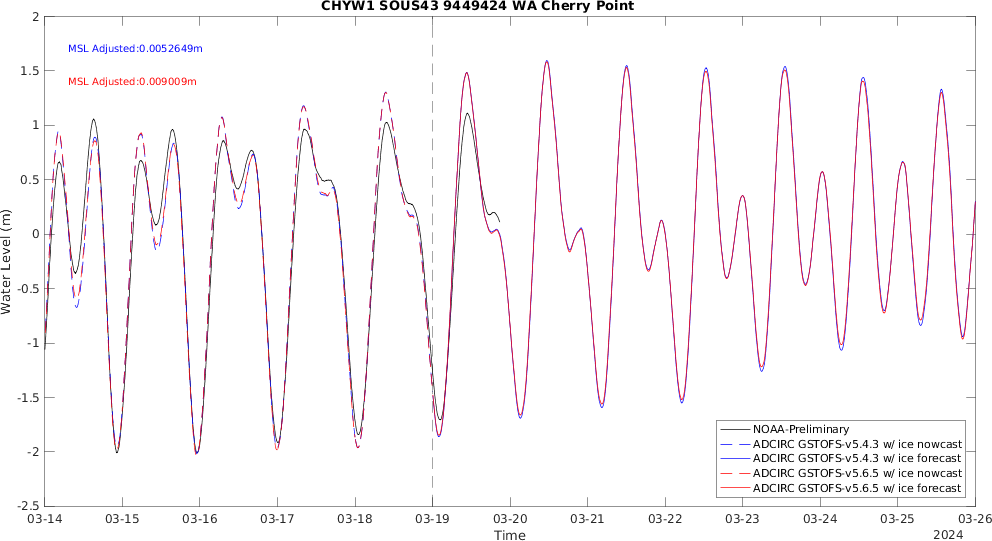 CHYW1 SOUS43 9449424 WA Cherry Point
MSL Adjusted:0.0052649m
MSL Adjusted:0.009009m
Water Level (m)
2
1.5
1
0.5
0
-0.5
-1
-1.5
-2
-2.5
NOAA-Preliminary
ADCIRC GSTOFS-v5.4.3 w/ ice nowcast
ADCIRC GSTOFS-v5.4.3 w/ ice forecast
ADCIRC GSTOFS-v5.6.5 w/ ice nowcast
ADCIRC GSTOFS-v5.6.5 w/ ice forecast
03-14 03-15 03-16 03-17 03-18 03-19 03-20 03-21 03-22 03-23 03-24 03-25 03-26
Time
2024